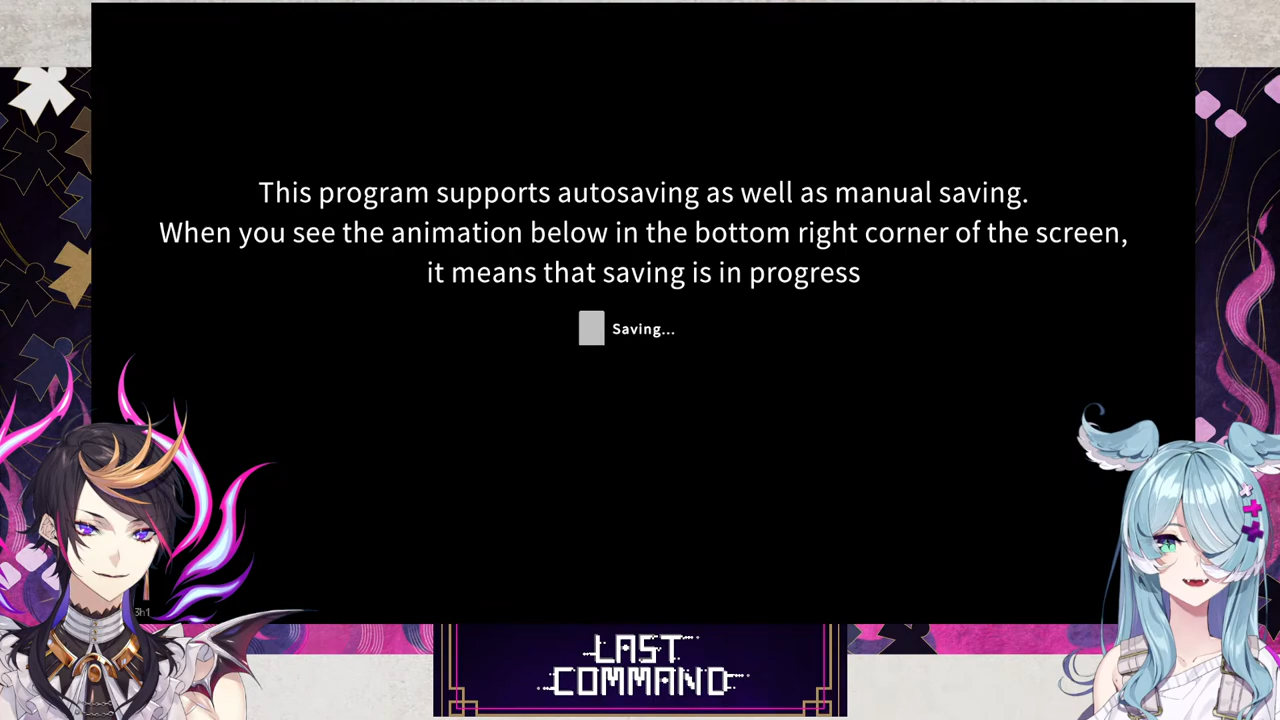 This program supports autosaving as well as manual saving.
When you see the animation below in the bottom right corner of the screen,
it means that saving is in progress
Saving...
3h1
LAST
COMMAND